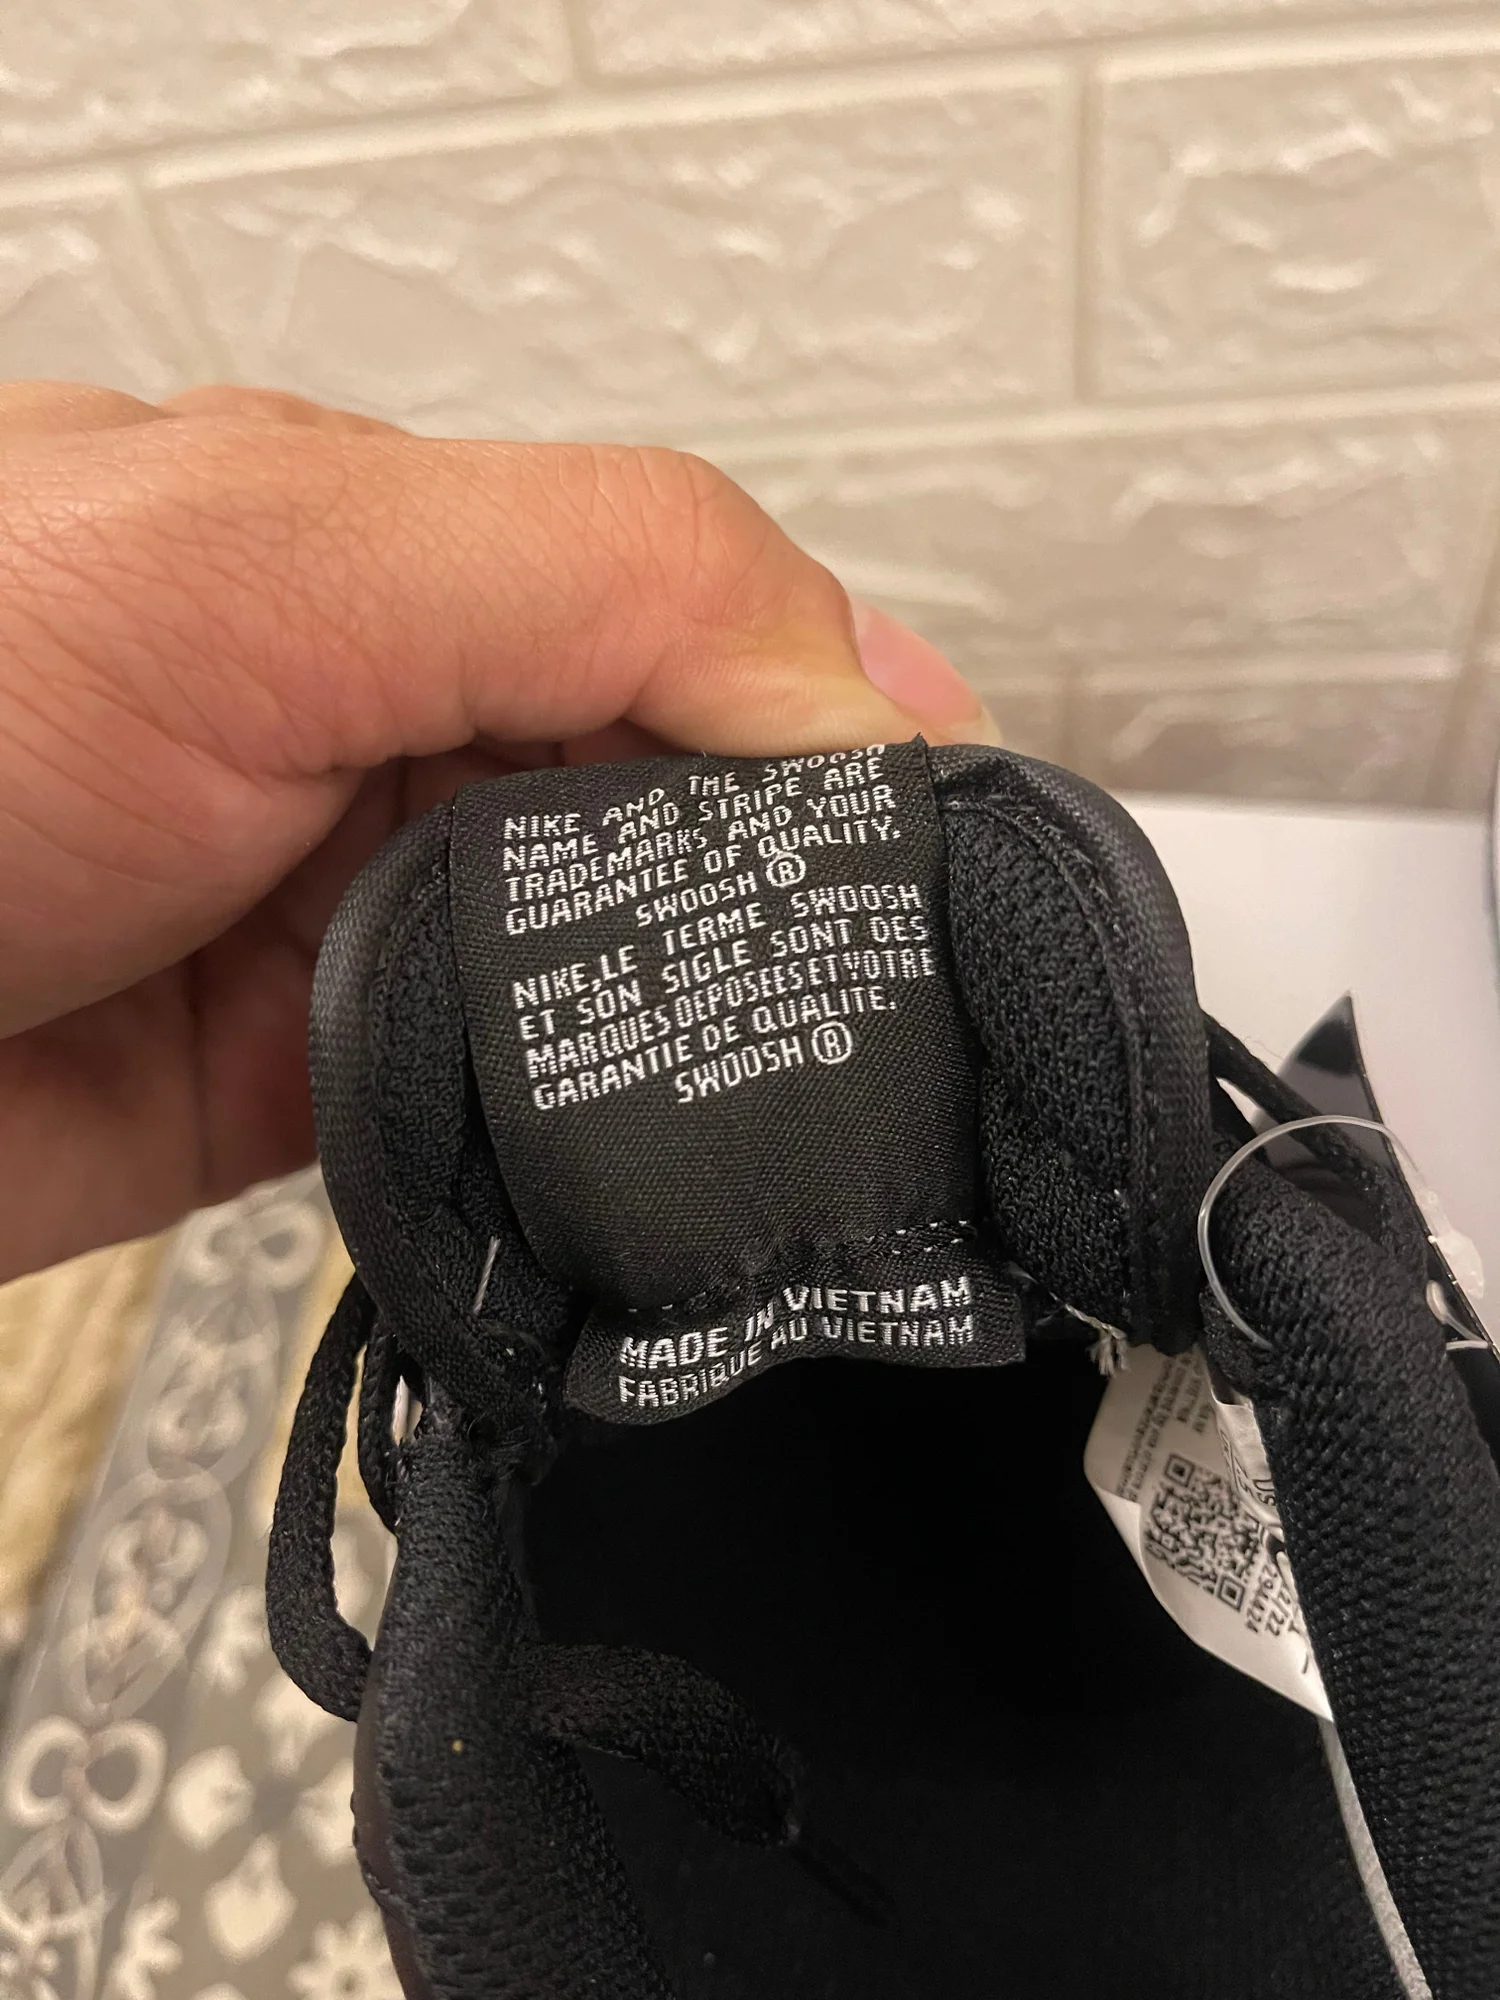 NIKE AND THE SWOOSH
NAME AND STRIPE ARE
TRADEMARKS AND YOUR
GUARANTEE OF QUALITY.
SWOOSH ®
NIKE,LE TERME SWOOSH
ET SON SIGLE SONT DES
MARQUES DEPOSEES ET VOTRE
GARANTIE DE QUALITE.
SWOOSH ®
MADE IN VIETNAM
FABRIQUE AU VIETNAM